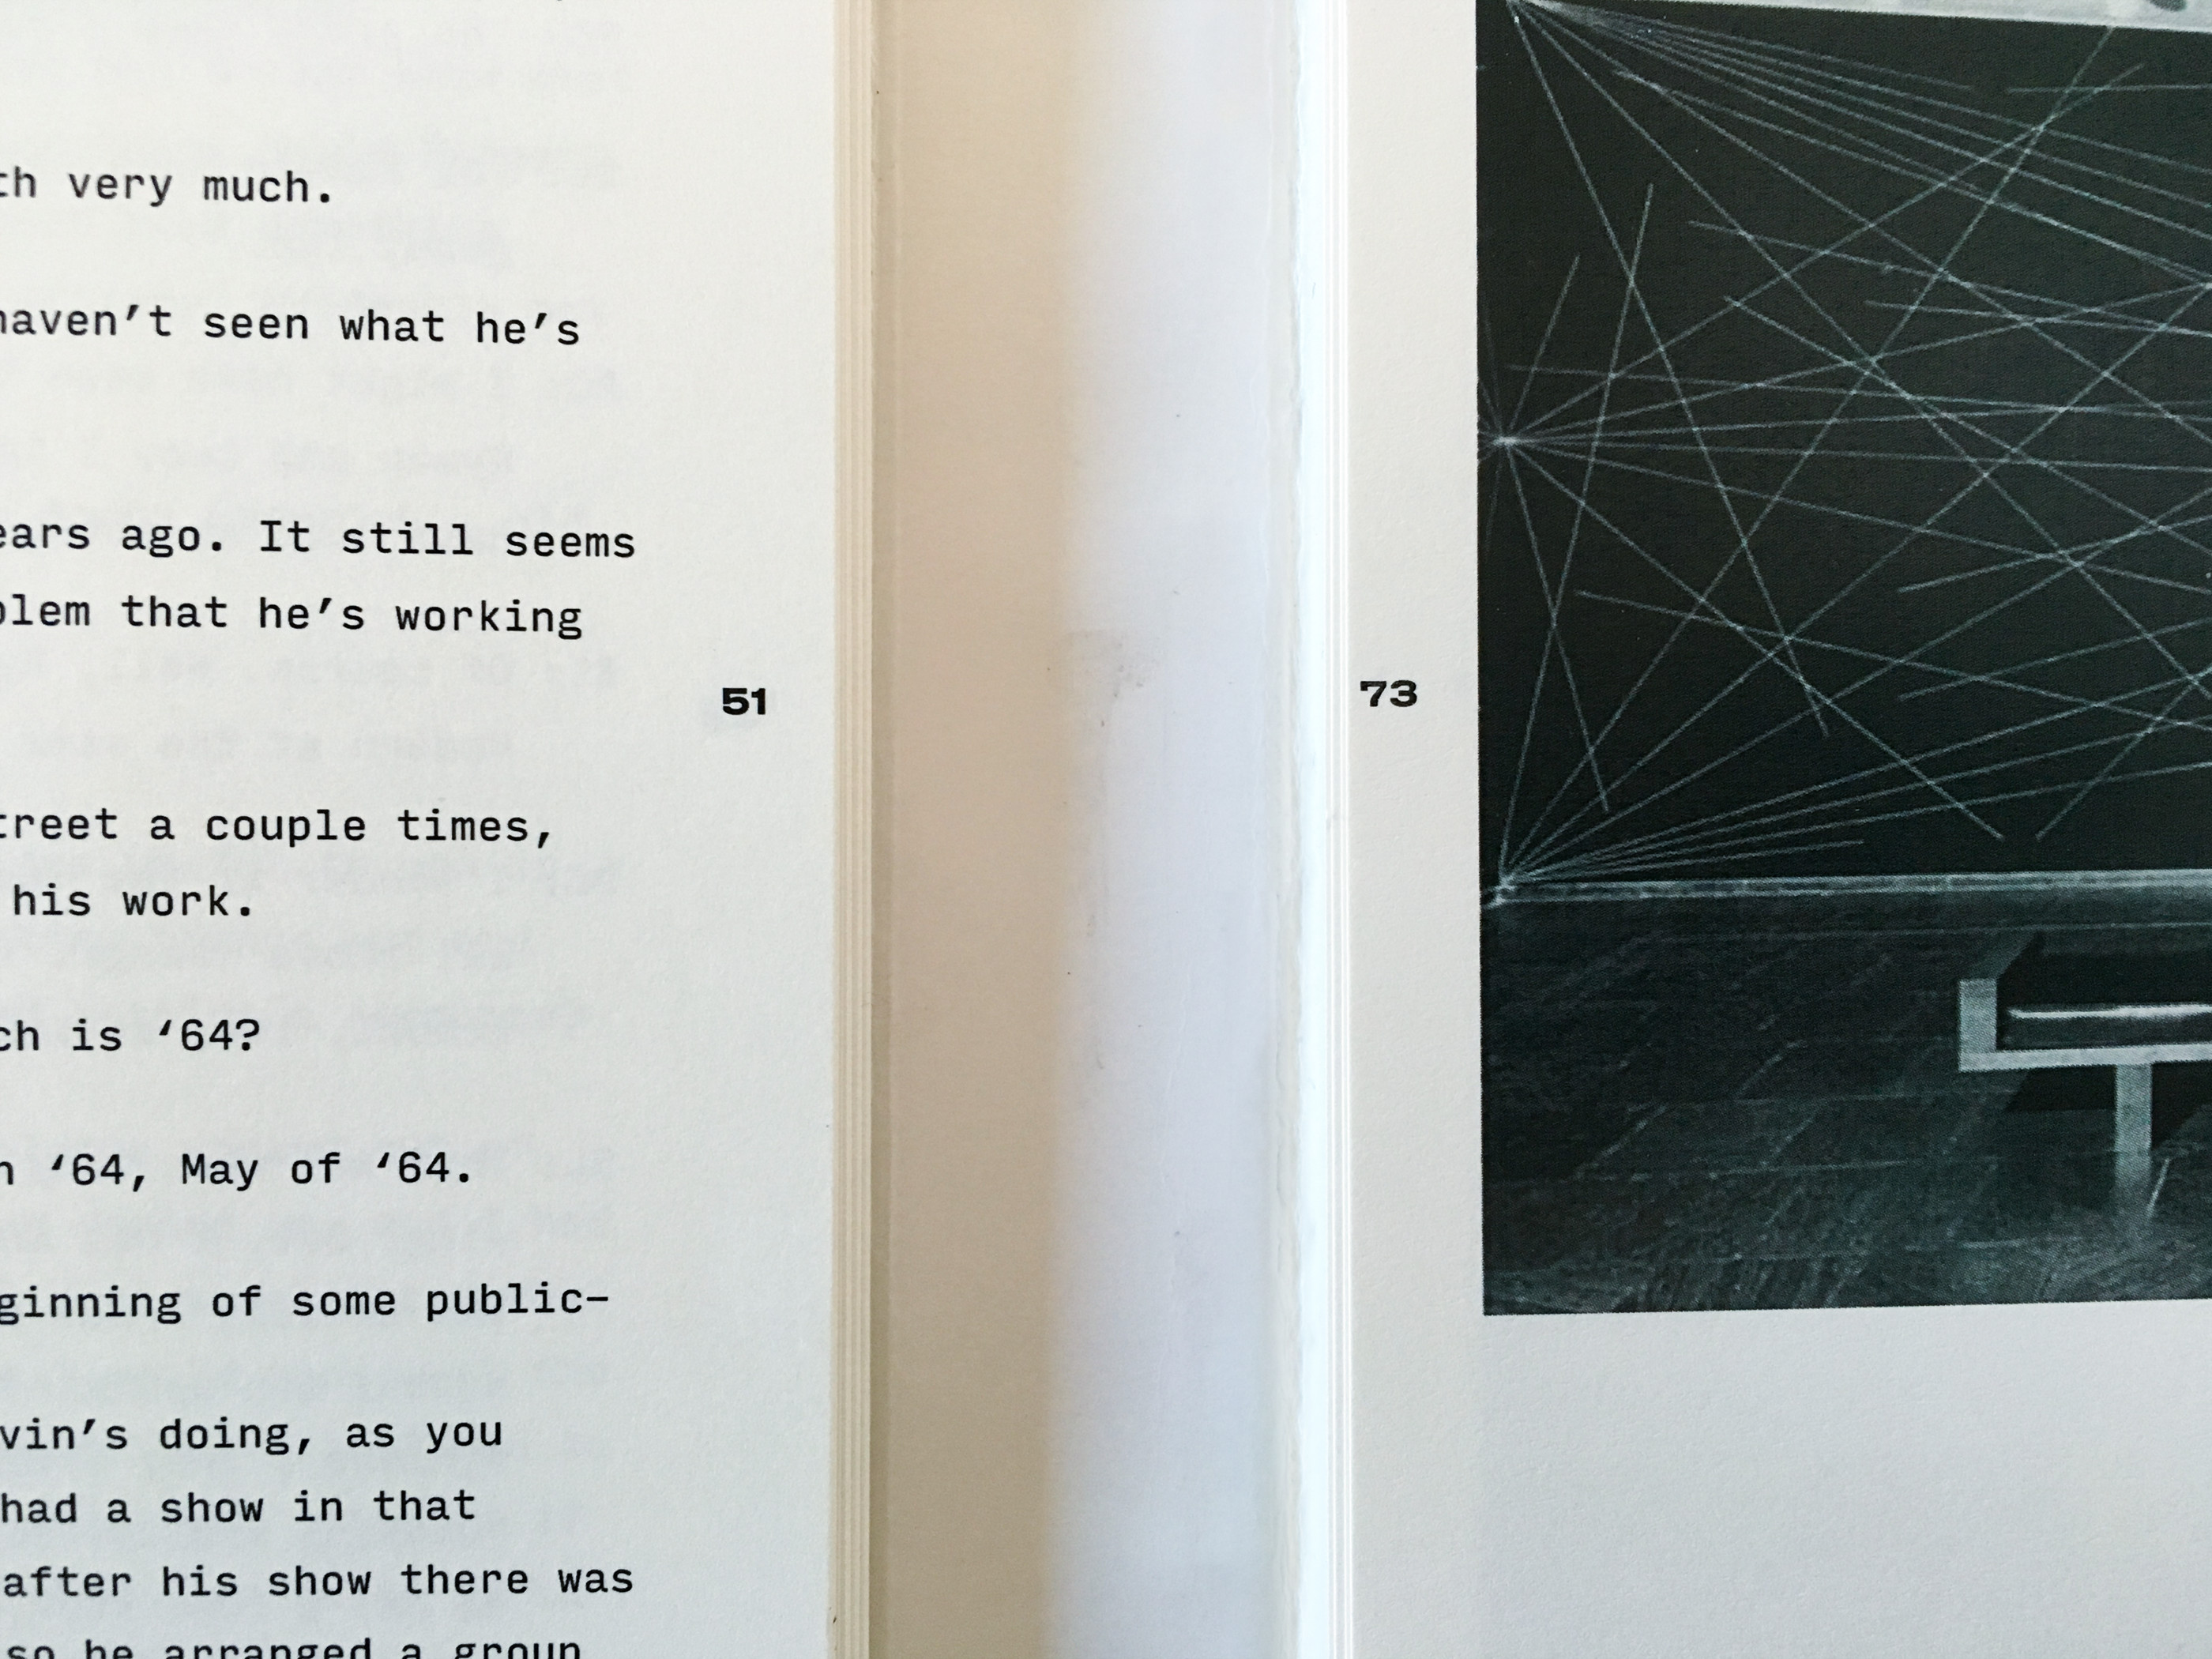 very much.
haven’t seen what he’s
ears ago. It still seems
blem that he’s working
51
treet a couple times,
his work.
ch is ‘64?
‘64, May of ‘64.
ginning of some public–
vin’s doing, as you
had a show in that
after his show there was
so he arranged a group
73